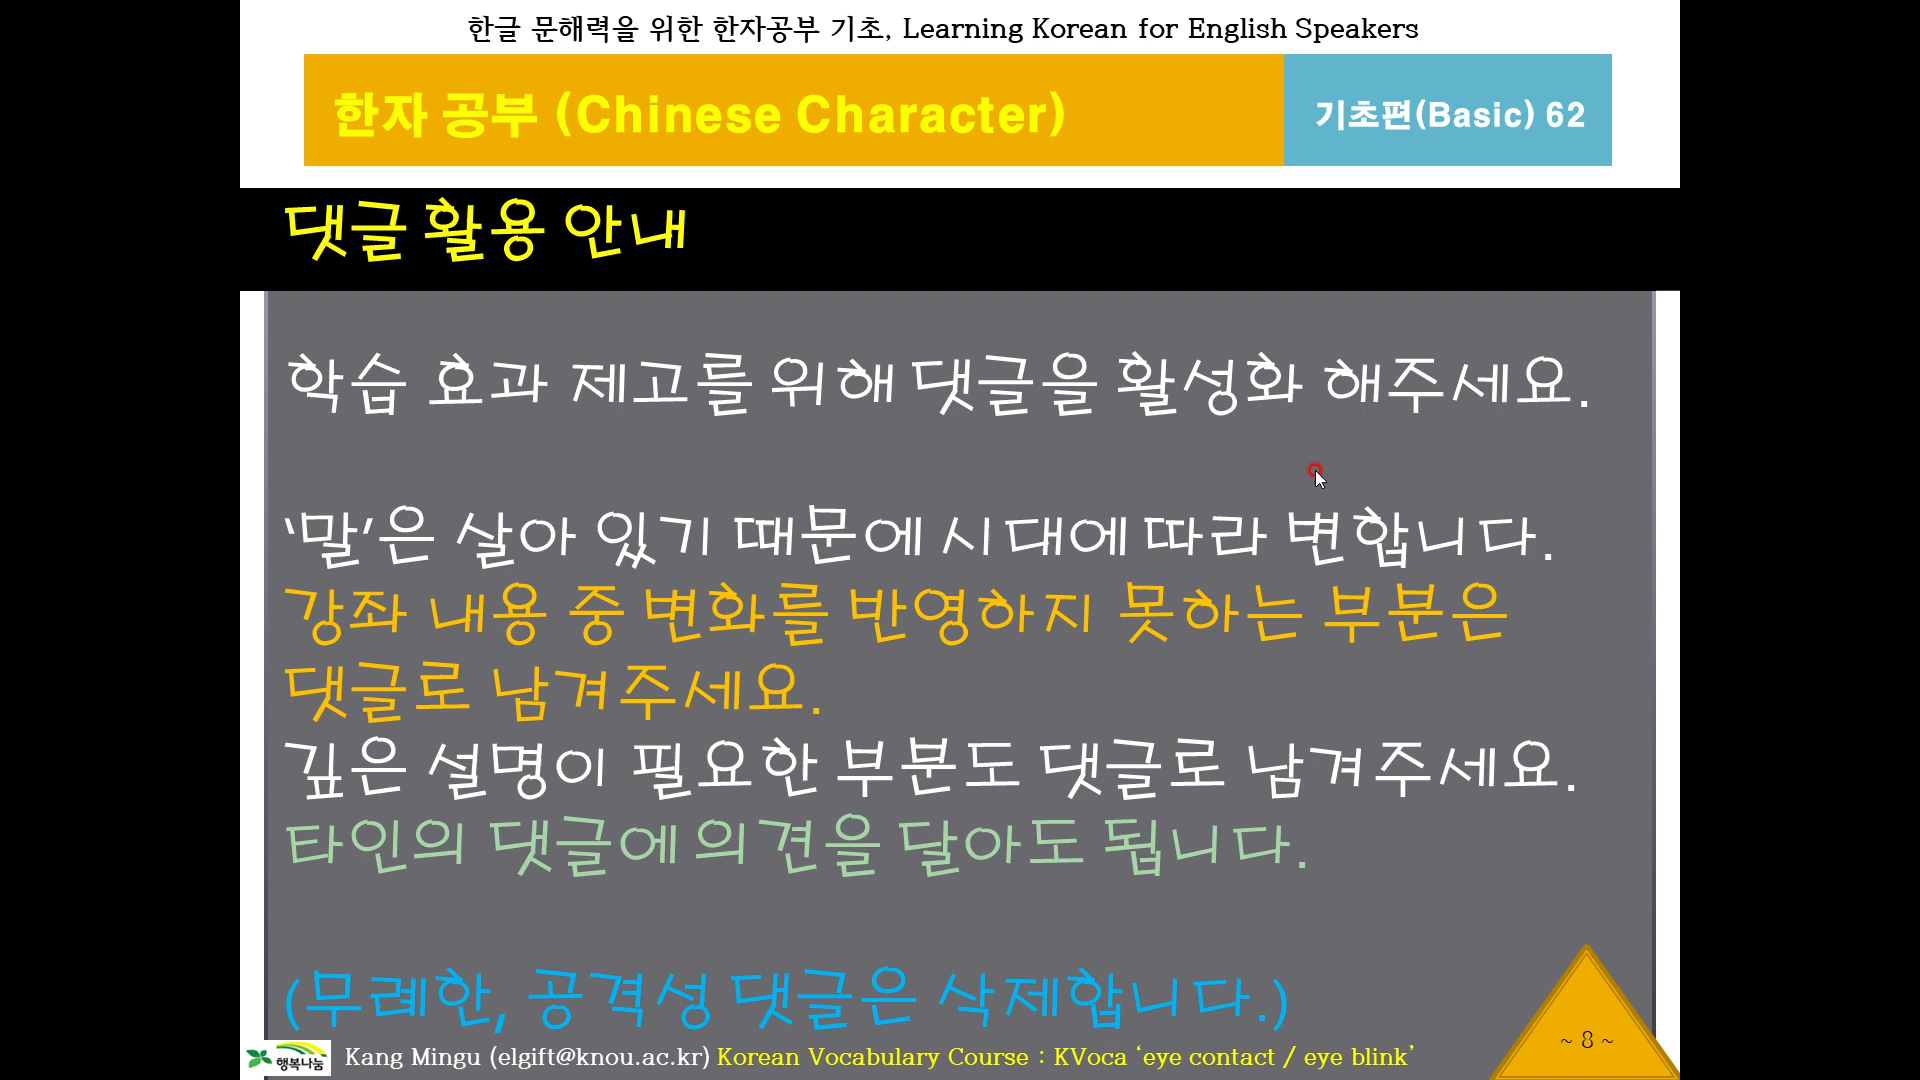 한글 문해력을 위한 한자공부 기초, Learning Korean for English Speakers
한자 공부 (Chinese Character)
기초편(Basic) 62
댓글 활용 안내
학습 효과 제고를 위해 댓글을 활성화 해주세요.
‘말’은 살아 있기 때문에 시대에 따라 변합니다.
강좌 내용 중 변화를 반영하지 못하는 부분은
댓글로 남겨주세요.
깊은 설명이 필요한 부분도 댓글로 남겨주세요.
타인의 댓글에 의견을 달아도 됩니다.
(무례한, 공격성 댓글은 삭제합니다.)
~ 8 ~
행복나눔
Kang Mingu (elgift@knou.ac.kr) Korean Vocabulary Course : KVoca ‘eye contact / eye blink’